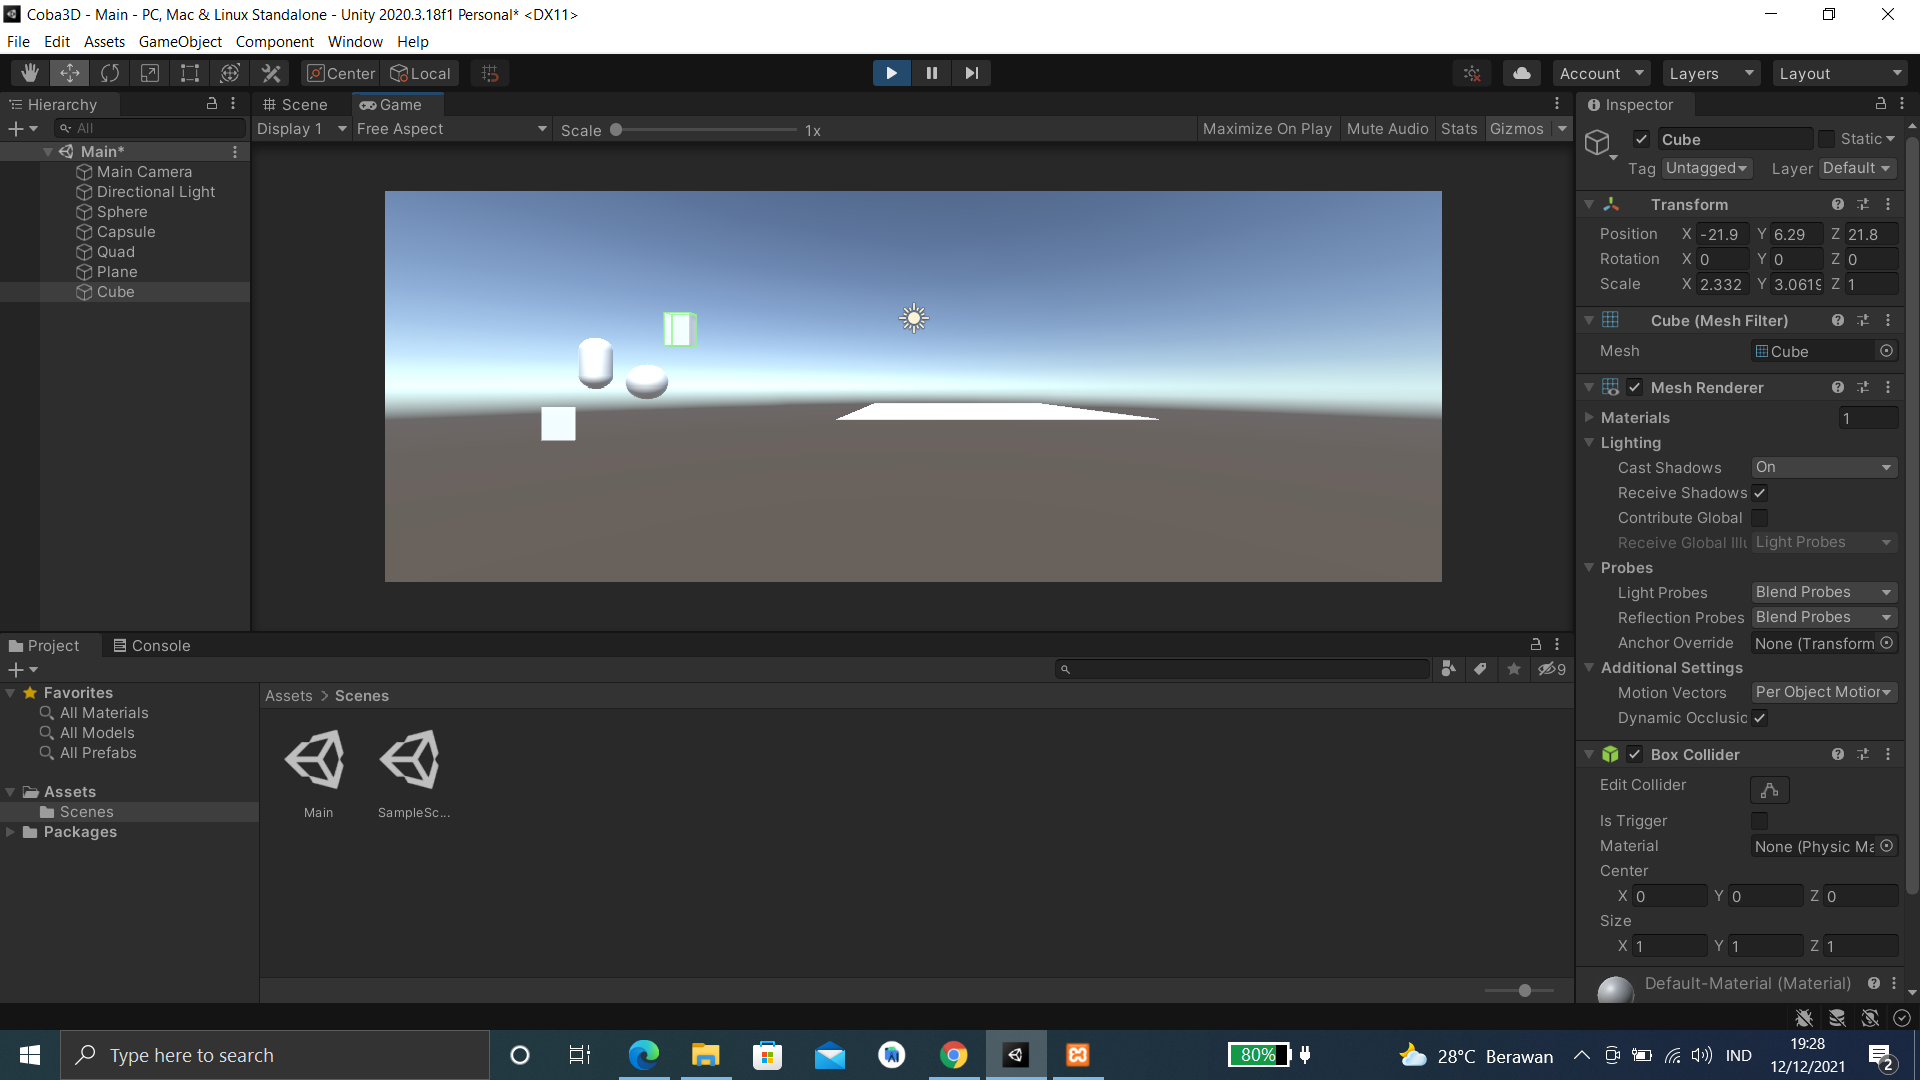 Coba3D - Main - PC, Mac & Linux Standalone - Unity 2020.3.18f1 Personal* <DX11>
File Edit Assets GameObject Component Window Help
Center Local Account Layers Layout
Hierarchy
All
Main*
Main Camera
Directional Light
Sphere
Capsule
Quad
Plane
Cube
Scene Game
Display 1 Free Aspect Scale 1x Maximize On Play Mute Audio Stats Gizmos
Inspector
Cube Static
Tag Untagged Layer Default
Transform
Position X -21.9 Y 6.29 Z 21.8
Rotation X 0 Y 0 Z 0
Scale X 2.332 Y 3.0619 Z 1
Cube (Mesh Filter)
Mesh Cube
Mesh Renderer
Materials 1
Lighting
Cast Shadows On
Receive Shadows
Contribute Global
Receive Global Illu Light Probes
Probes
Light Probes Blend Probes
Reflection Probes Blend Probes
Anchor Override None (Transform
Additional Settings
Motion Vectors Per Object Motion
Dynamic Occlusic
Box Collider
Edit Collider
Is Trigger
Material None (Physic Ma
Center
X 0 Y 0 Z 0
Size
X 1 Y 1 Z 1
Default-Material (Material)
Project Console
9
Favorites
All Materials
All Models
All Prefabs
Assets
Scenes
Packages
Assets > Scenes
Main SampleSc...
Type here to search
80%
28°C Berawan
IND
19:28
12/12/2021
2